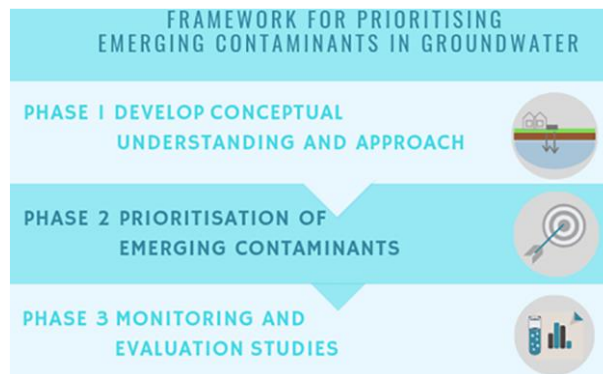 FRAMEWORK FOR PRIORITISING
EMERGING CONTAMINANTS IN GROUNDWATER
PHASE 1 DEVELOP CONCEPTUAL
UNDERSTANDING AND APPROACH
PHASE 2 PRIORITISATION OF
EMERGING CONTAMINANTS
PHASE 3 MONITORING AND
EVALUATION STUDIES